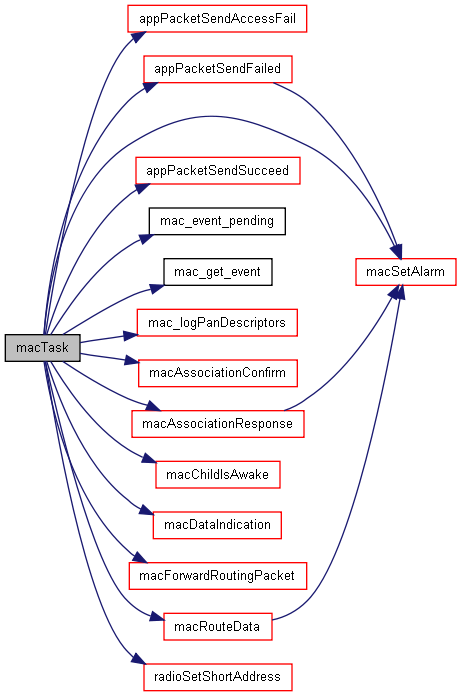 appPacketSendAccessFail
appPacketSendFailed
appPacketSendSucceed
mac_event_pending
mac_get_event
macSetAlarm
mac_logPanDescriptors
macTask
macAssociationConfirm
macAssociationResponse
macChildIsAwake
macDataIndication
macForwardRoutingPacket
macRouteData
radioSetShortAddress